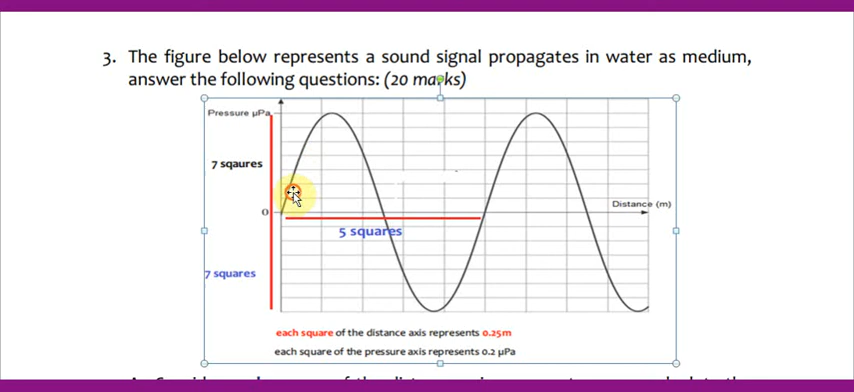 3. The figure below represents a sound signal propagates in water as medium,
answer the following questions: (20 marks)
Pressure µPa
7 sqaures
0
Distance (m)
5 squares
7 squares
each square of the distance axis represents 0.25m
each square of the pressure axis represents 0.2 µPa